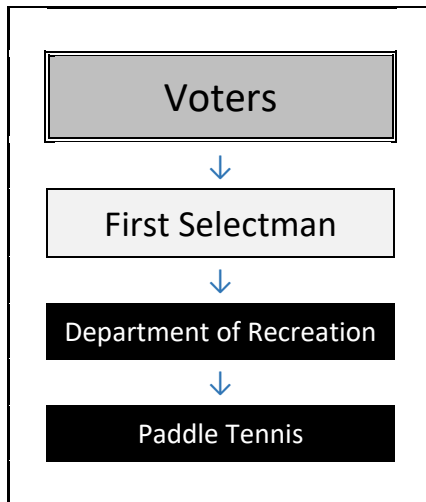 Voters
First Selectman
Department of Recreation
Paddle Tennis